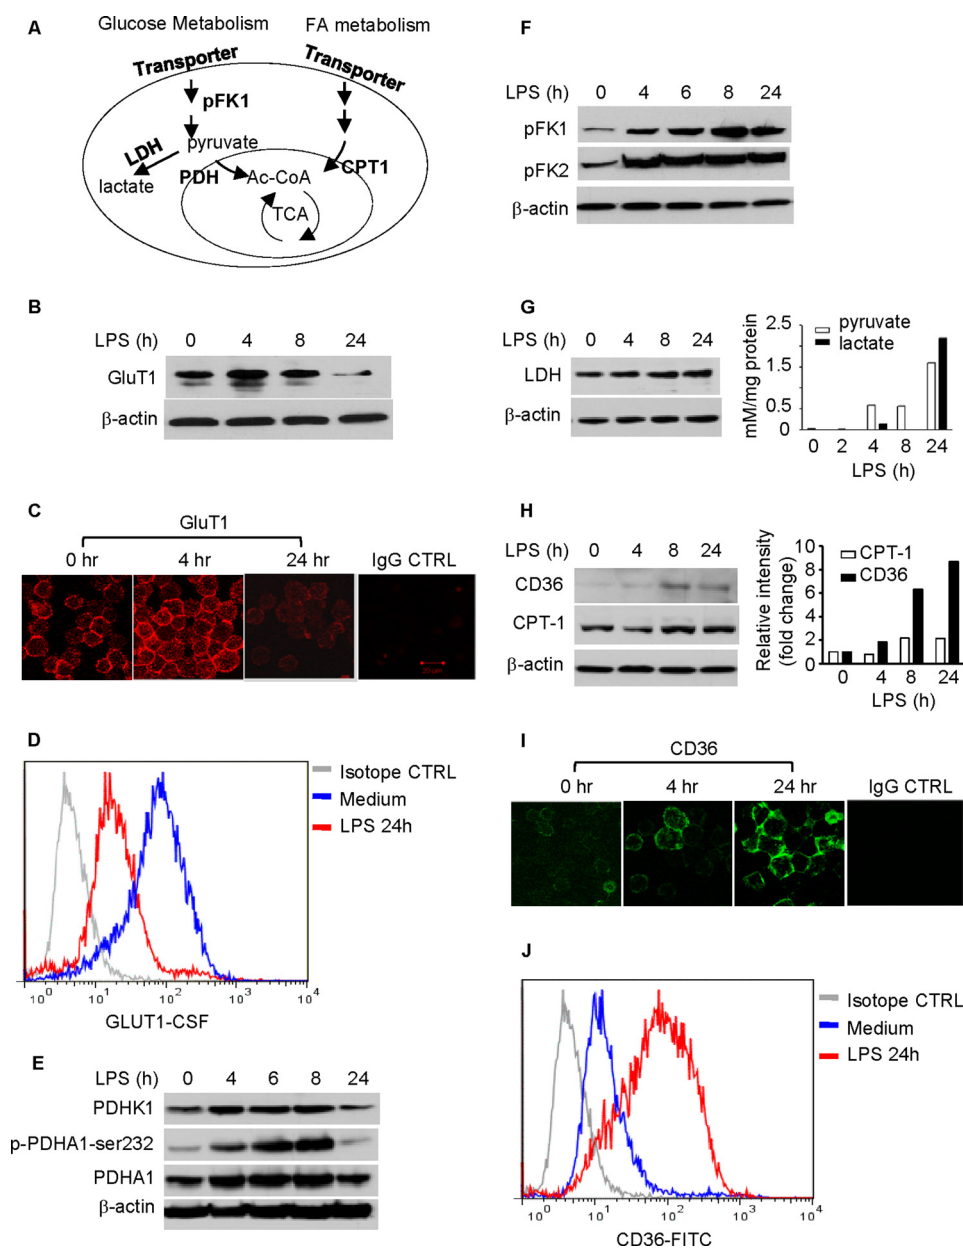 A
Glucose Metabolism
FA metabolism
Transporter
Transporter
pFK1
LDH
pyruvate
lactate
PDH
Ac-CoA
CPT1
TCA
B
LPS (h)
0 4 8 24
GluT1
β-actin
C
GluT1
0 hr 4 hr 24 hr IgG CTRL
D
Isotope CTRL
Medium
LPS 24h
10^0 10^1 10^2 10^3 10^4
GLUT1-CSF
E
LPS (h) 0 4 6 8 24
PDHK1
p-PDHA1-ser232
PDHA1
β-actin
F
LPS (h) 0 4 6 8 24
pFK1
pFK2
β-actin
G
LPS (h) 0 4 8 24
LDH
β-actin
mM/mg protein
2.5
1.5
0.5
0
pyruvate
lactate
0 2 4 8 24
LPS (h)
H
LPS (h) 0 4 8 24
CD36
CPT-1
β-actin
Relative intensity
(fold change)
10
8
6
4
2
0
CPT-1
CD36
0 4 8 24
LPS (h)
I
CD36
0 hr 4 hr 24 hr IgG CTRL
J
Isotope CTRL
Medium
LPS 24h
10^0 10^1 10^2 10^3 10^4
CD36-FITC